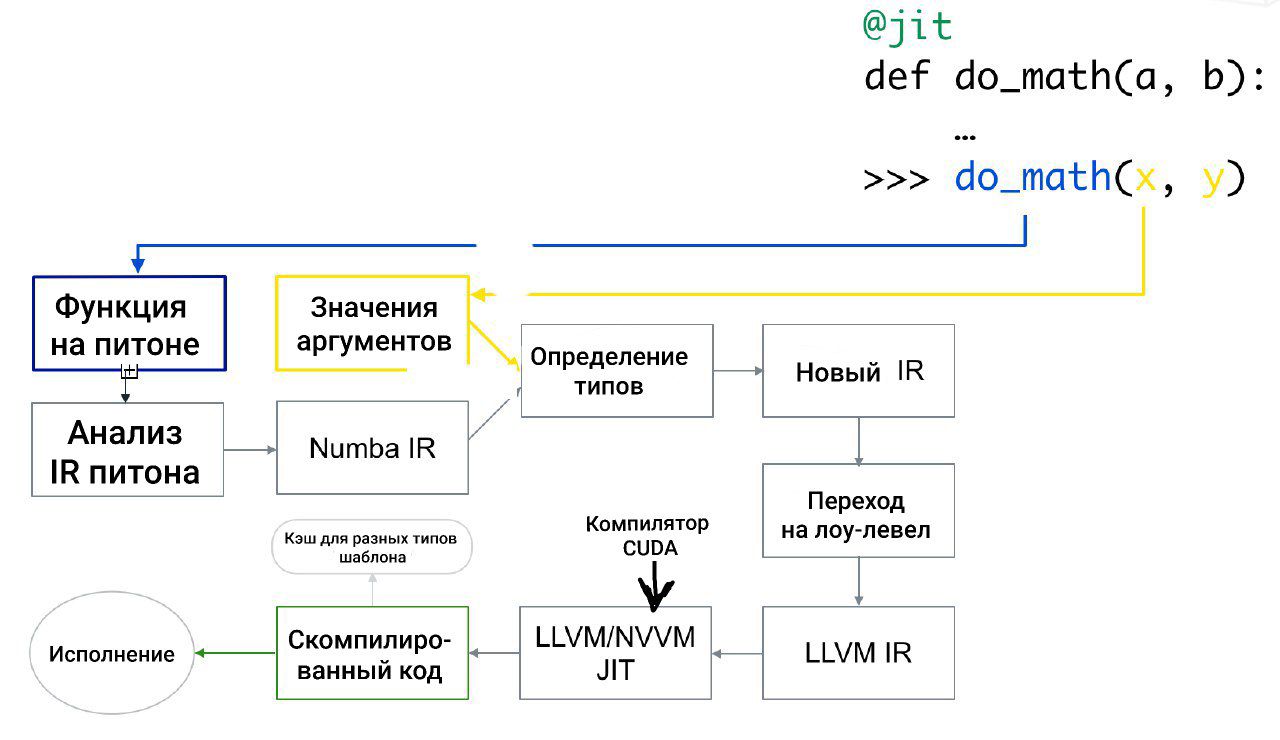 @jit
def do_math(a, b):
…
>>> do_math(x, y)
Функция
на питоне
Значения
аргументов
Определение
типов
Новый IR
Анализ
IR питона
Numba IR
Переход
на лоу-левел
Компилятор
CUDA
Кэш для разных типов
шаблона
Исполнение
Скомпилиро-
ванный код
LLVM/NVVM
JIT
LLVM IR